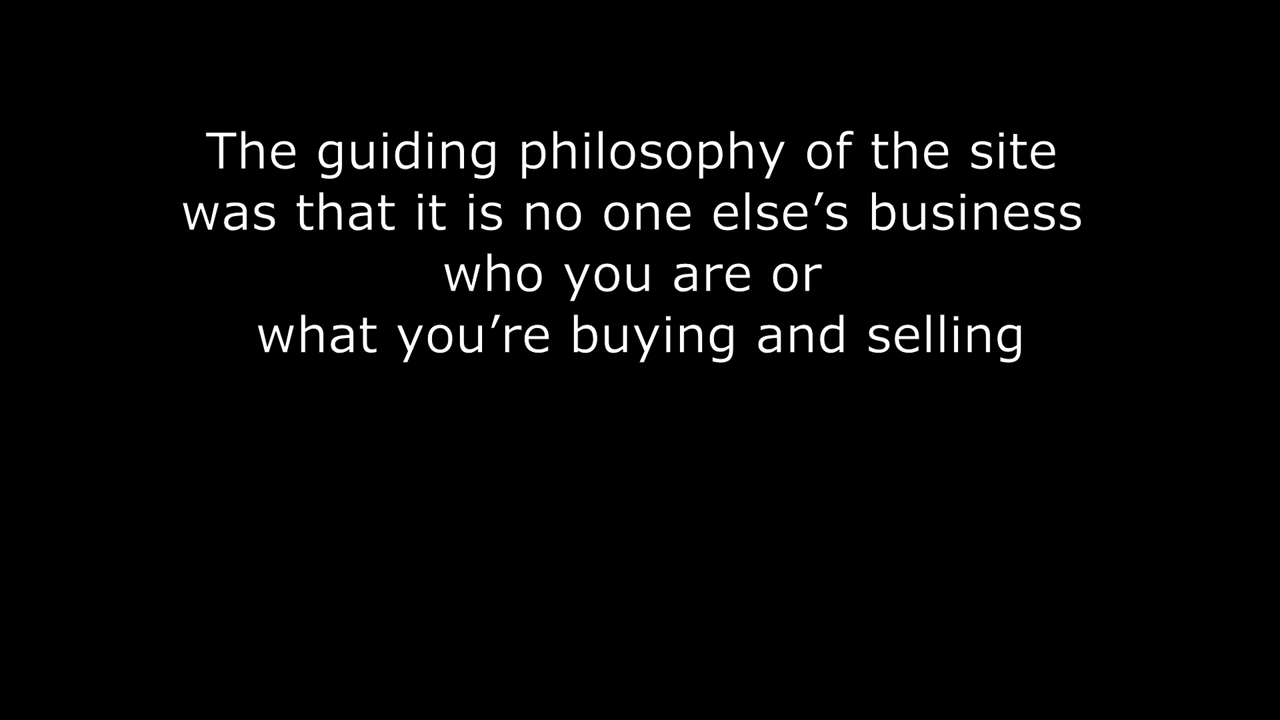 The guiding philosophy of the site
was that it is no one else’s business
who you are or
what you’re buying and selling